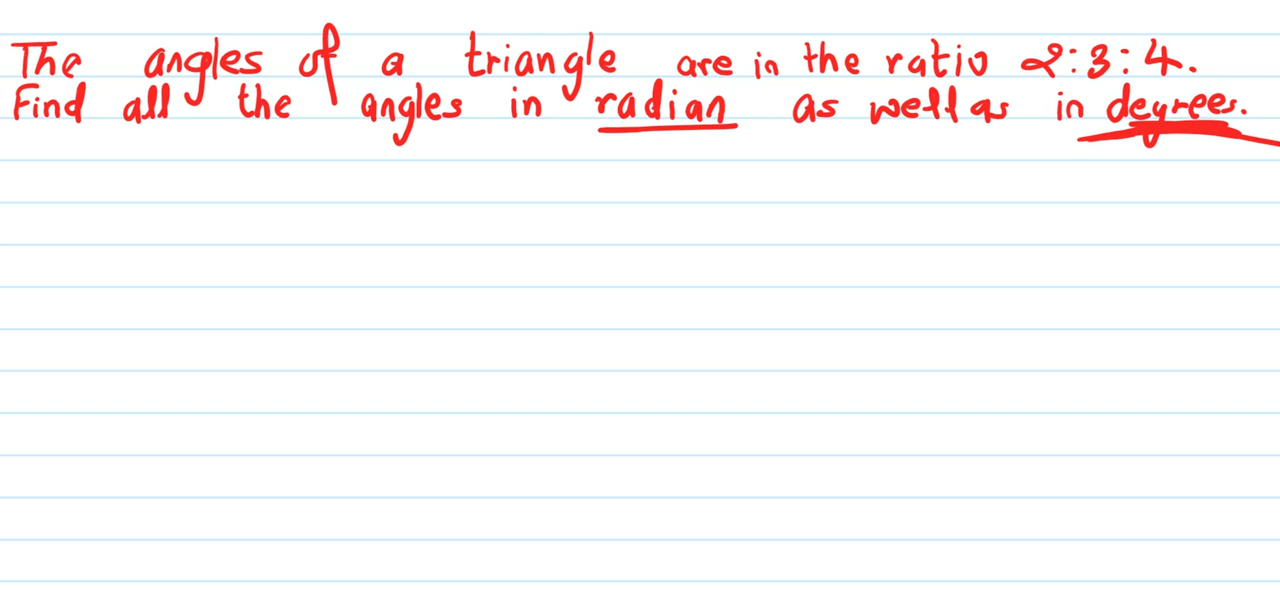 The angles of a triangle are in the ratio 2:3:4.
Find all the angles in radian as well as in degrees.